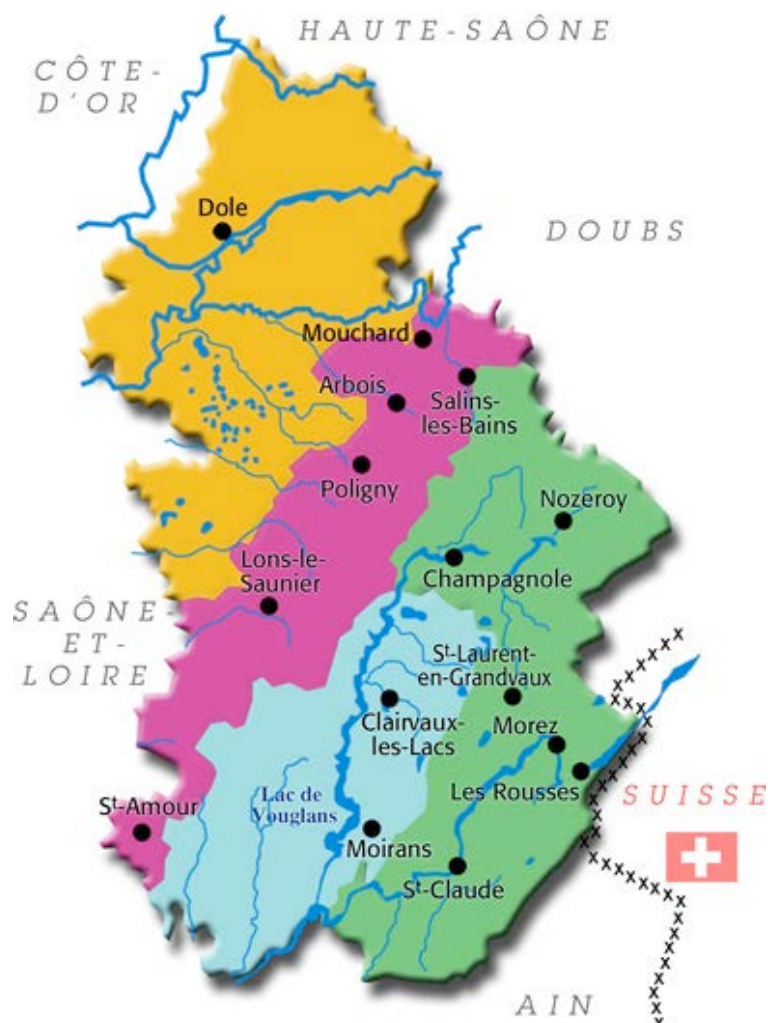 HAUTE-SAÔNE
CÔTE-
D'OR
Dole
DOUBS
Mouchard
Arbois
Salins-
les-Bains
Poligny
Nozeroy
Lons-le-
Saunier
Champagnole
SAÔNE-
ET-
LOIRE
St-Laurent-
en-Grandvaux
Clairvaux-
les-Lacs
Morez
Les Rousses
SUISSE
Lac de
Vouglans
St-Amour
Moirans
St-Claude
AIN